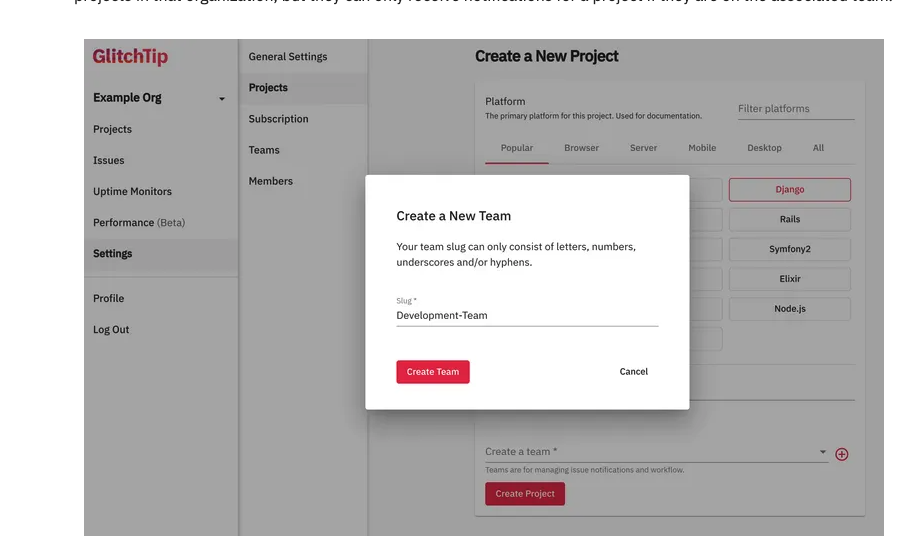 projects in that organization, but they can only receive notifications for a project if they are on the associated team.
GlitchTip
Example Org
Projects
Issues
Uptime Monitors
Performance (Beta)
Settings
Profile
Log Out
General Settings
Projects
Subscription
Teams
Members
Create a New Project
Platform
The primary platform for this project. Used for documentation.
Filter platforms
Popular Browser Server Mobile Desktop All
Django
Rails
Symfony2
Elixir
Node.js
Create a New Team
Your team slug can only consist of letters, numbers,
underscores and/or hyphens.
Slug *
Development-Team
Create Team Cancel
Create a team *
Teams are for managing issue notifications and workflow.
Create Project